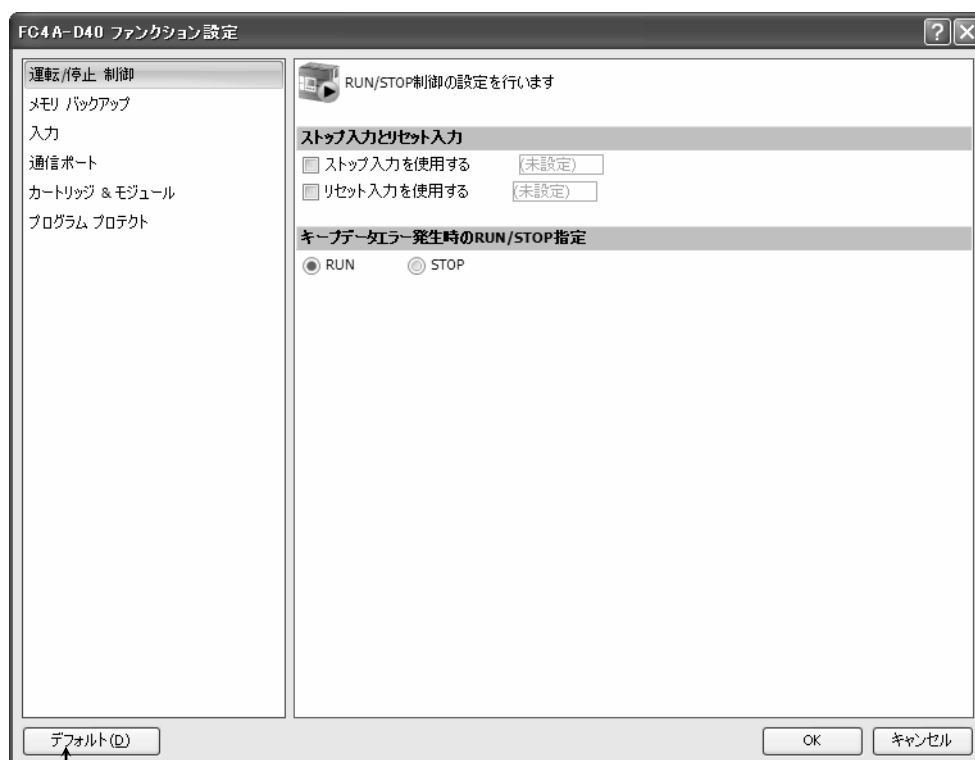 FC4A-D40 ファンクション設定
運転/停止 制御
メモリ バックアップ
入力
通信ポート
カートリッジ & モジュール
プログラム プロテクト
RUN/STOP制御の設定を行います
ストップ入力とリセット入力
ストップ入力を使用する (未設定)
リセット入力を使用する (未設定)
キープデータエラー発生時のRUN/STOP指定
RUN STOP
デフォルト(D) OK キャンセル